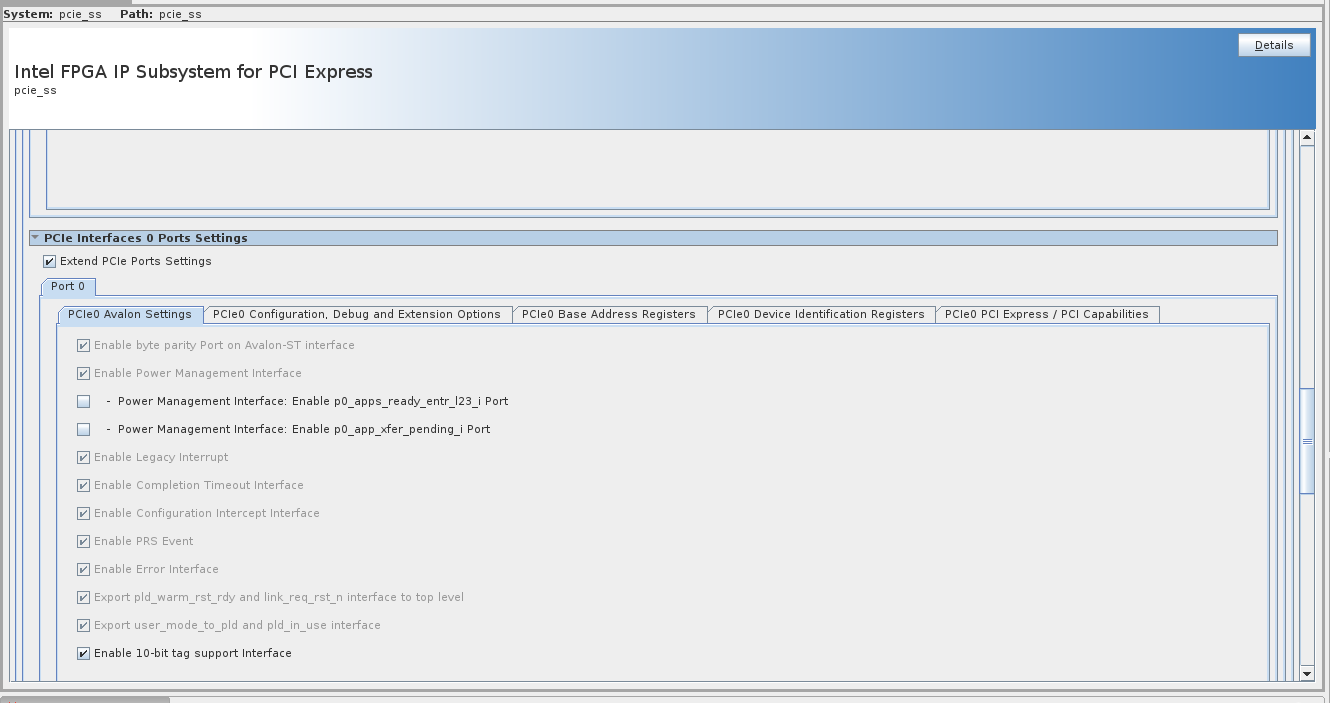 System: pcie_ss Path: pcie_ss
Details
Intel FPGA IP Subsystem for PCI Express
pcie_ss
PCIe Interfaces 0 Ports Settings
Extend PCIe Ports Settings
Port 0
PCIe0 Avalon Settings PCIe0 Configuration, Debug and Extension Options PCIe0 Base Address Registers PCIe0 Device Identification Registers PCIe0 PCI Express / PCI Capabilities
Enable byte parity Port on Avalon-ST interface
Enable Power Management Interface
- Power Management Interface: Enable p0_apps_ready_entr_l23_i Port
- Power Management Interface: Enable p0_app_xfer_pending_i Port
Enable Legacy Interrupt
Enable Completion Timeout Interface
Enable Configuration Intercept Interface
Enable PRS Event
Enable Error Interface
Export pld_warm_rst_rdy and link_req_rst_n interface to top level
Export user_mode_to_pld and pld_in_use interface
Enable 10-bit tag support Interface